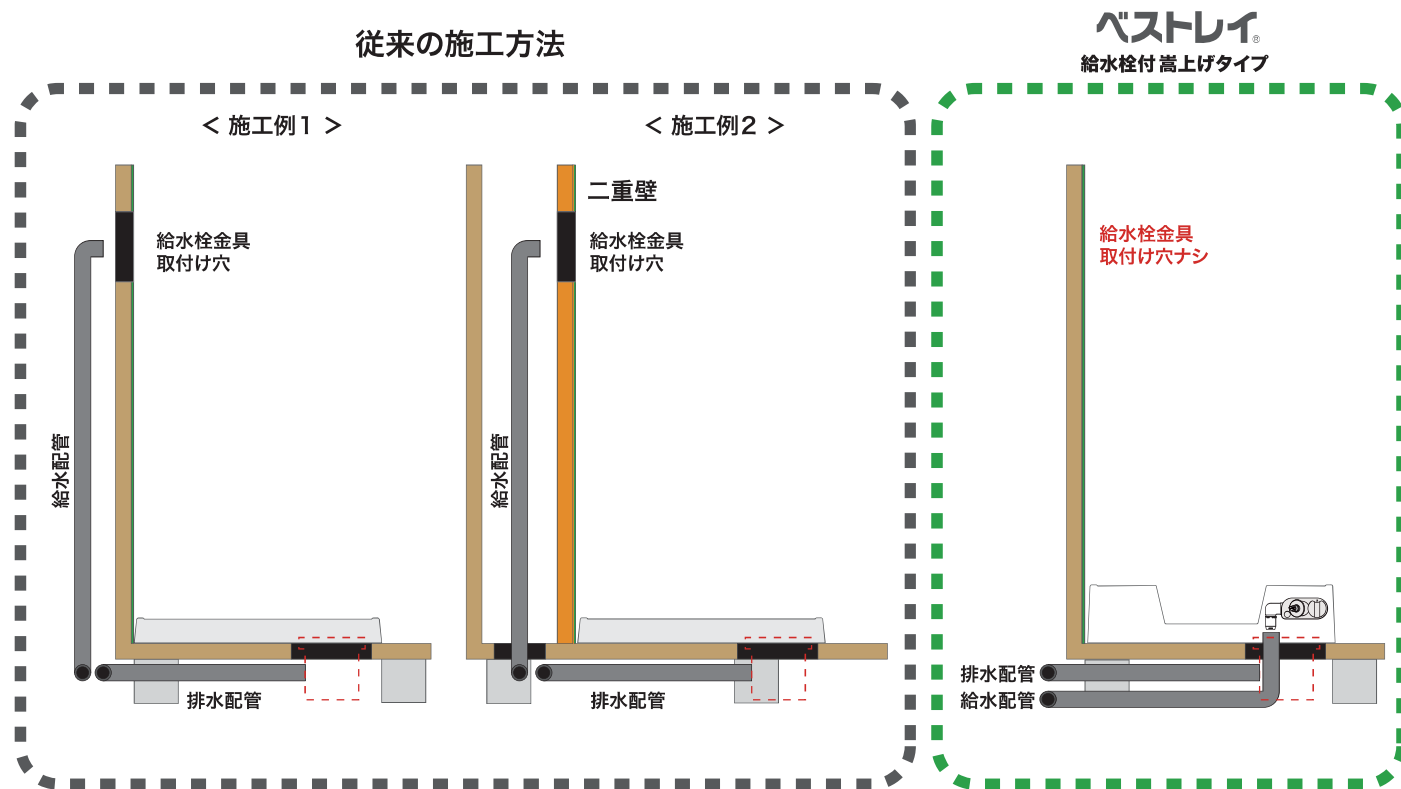 従来の施工方法
＜ 施工例1 ＞
給水栓金具
取付け穴
給水配管
排水配管
＜ 施工例2 ＞
二重壁
給水栓金具
取付け穴
給水配管
排水配管
ベストレイ®
給水栓付 嵩上げタイプ
給水栓金具
取付け穴ナシ
排水配管
給水配管